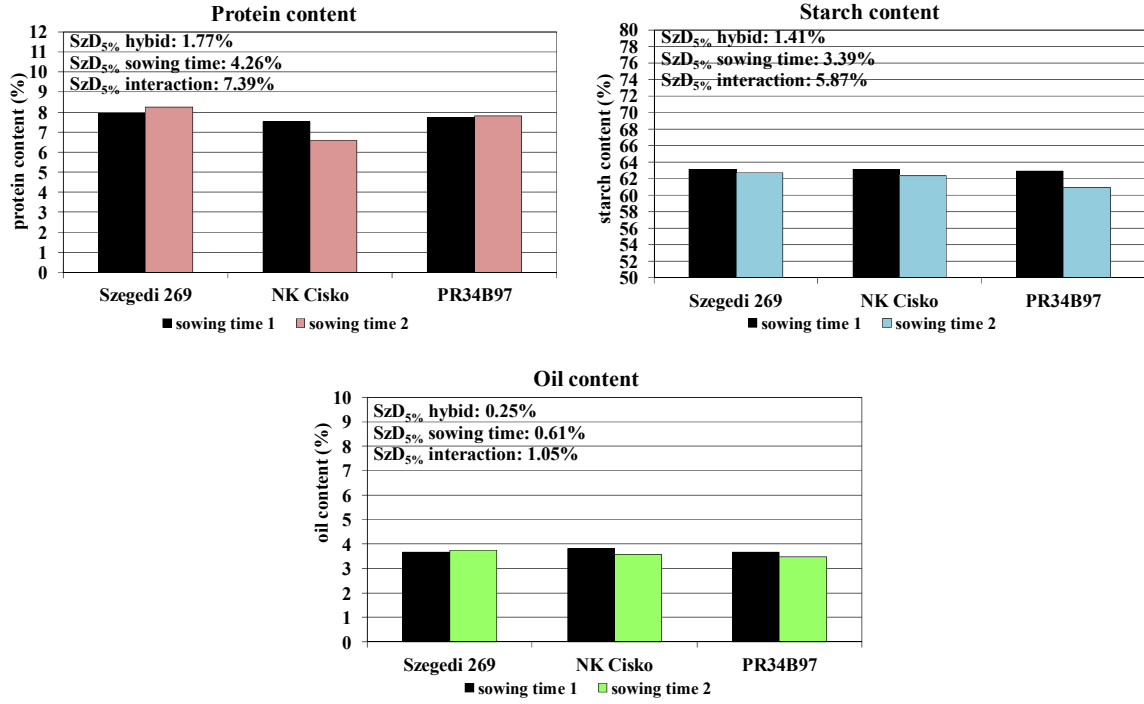 Protein content
protein content (%)
12
11
10
9
8
7
6
5
4
3
2
1
0
SzD5% hybid: 1.77%
SzD5% sowing time: 4.26%
SzD5% interaction: 7.39%
Szegedi 269 NK Cisko PR34B97
sowing time 1 sowing time 2
Starch content
starch content (%)
80
78
76
74
72
70
68
66
64
62
60
58
56
54
52
50
SzD5% hybid: 1.41%
SzD5% sowing time: 3.39%
SzD5% interaction: 5.87%
Szegedi 269 NK Cisko PR34B97
sowing time 1 sowing time 2
Oil content
oil content (%)
10
9
8
7
6
5
4
3
2
1
0
SzD5% hybid: 0.25%
SzD5% sowing time: 0.61%
SzD5% interaction: 1.05%
Szegedi 269 NK Cisko PR34B97
sowing time 1 sowing time 2